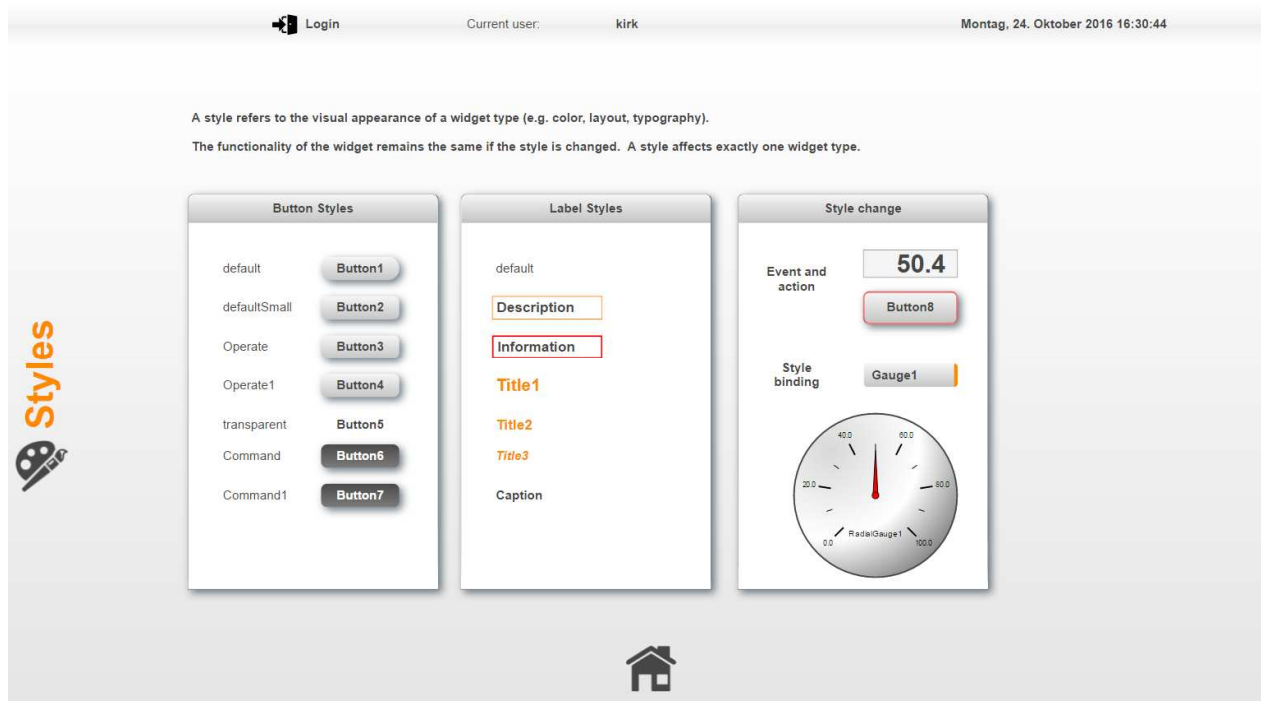 Login Current user: kirk Montag, 24. Oktober 2016 16:30:44
A style refers to the visual appearance of a widget type (e.g. color, layout, typography).
The functionality of the widget remains the same if the style is changed. A style affects exactly one widget type.
Styles
Button Styles
default Button1
defaultSmall Button2
Operate Button3
Operate1 Button4
transparent Button5
Command Button6
Command1 Button7
Label Styles
default
Description
Information
Title1
Title2
Title3
Caption
Style change
50.4
Event and
action
Button8
Style
binding
Gauge1
40.0 60.0
20.0 80.0
RadialGauge1
0.0 100.0